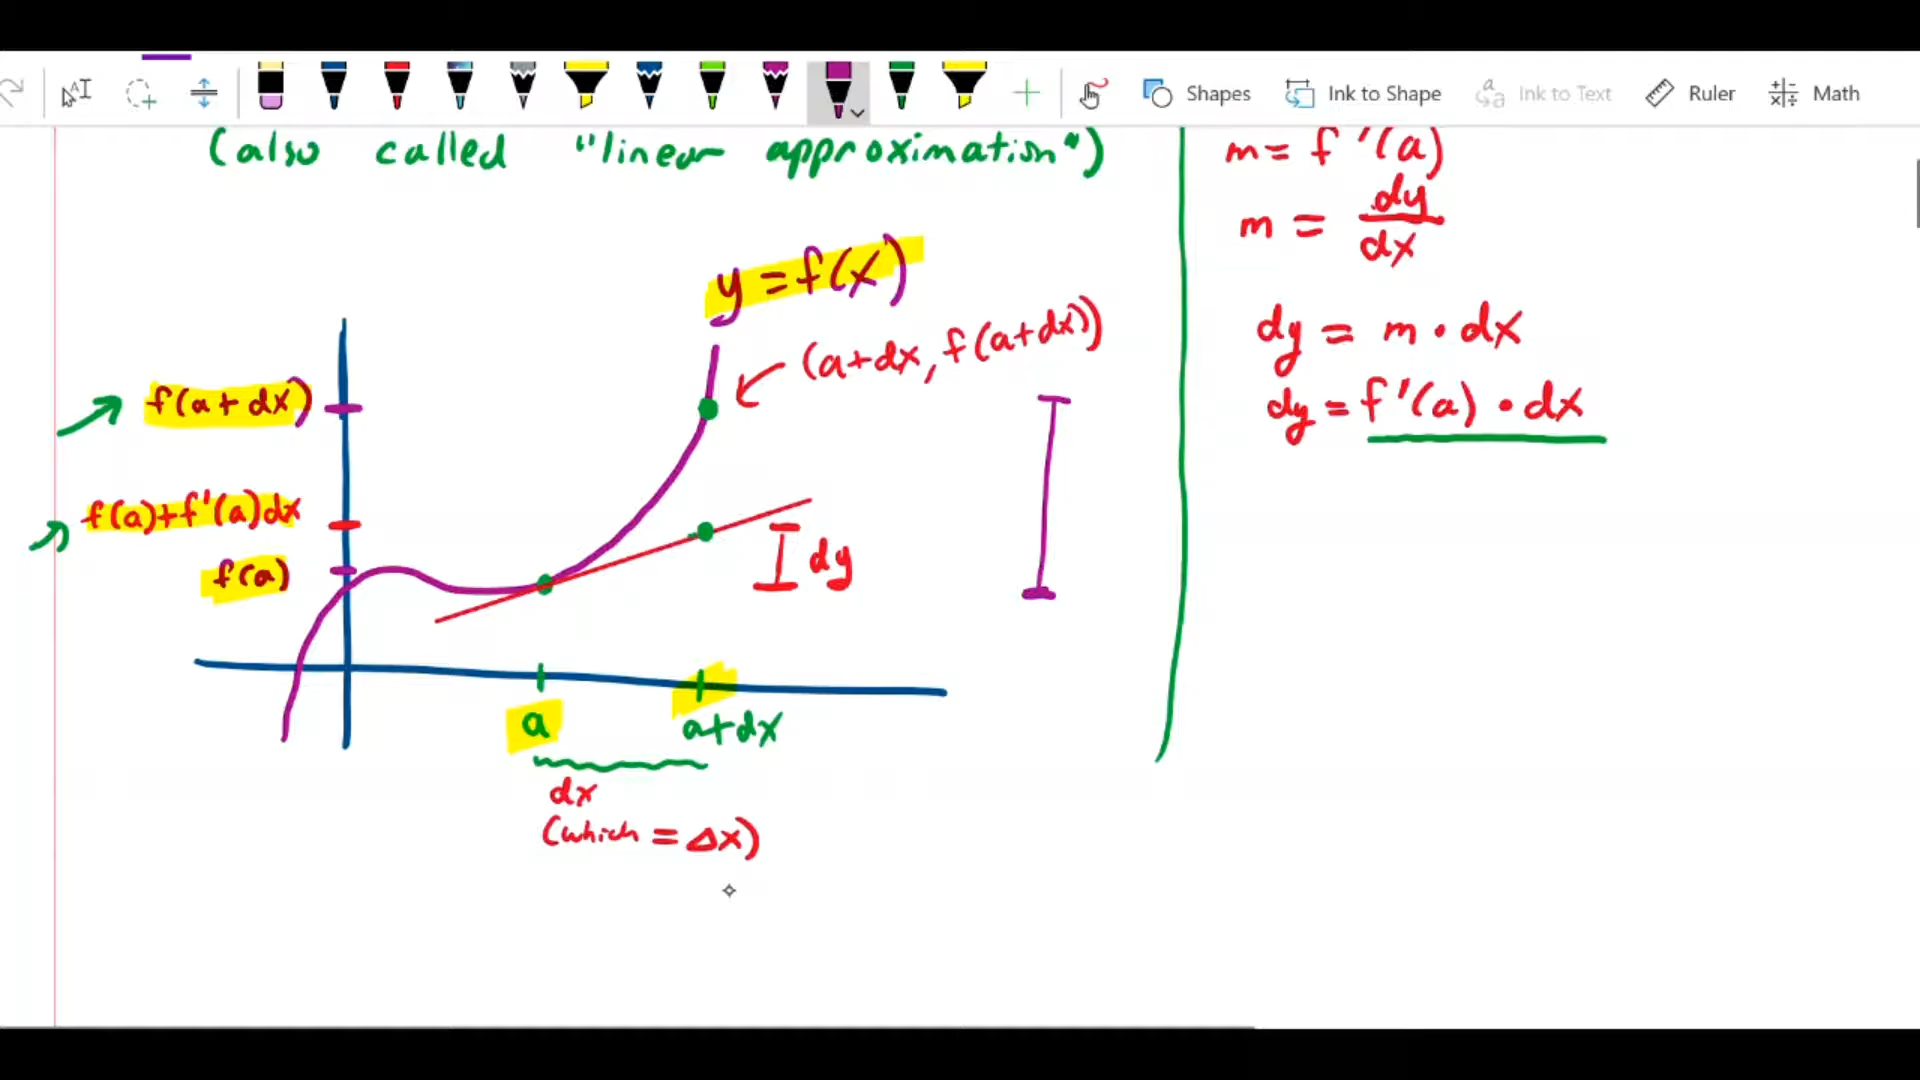 Shapes Ink to Shape Ink to Text Ruler Math
(also called "linear approximation")
y = f(x)
(a+dx, f(a+dx))
f(a+dx)
f(a)+f'(a)dx
f(a)
dy
a
a+dx
dx
(which = Δx)
m = f'(a)
m = dy/dx
dy = m · dx
dy = f'(a) · dx